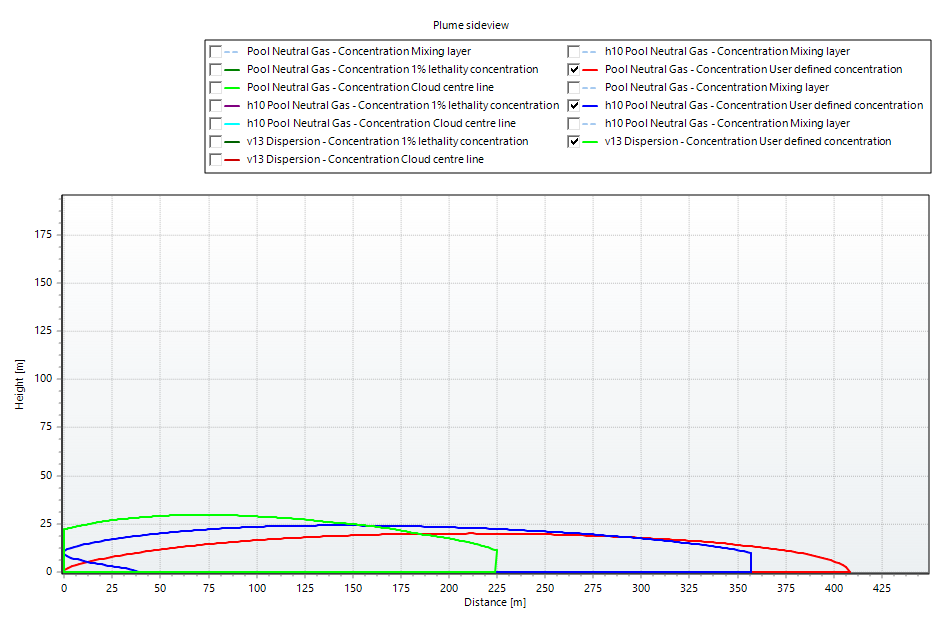 Plume sideview
Pool Neutral Gas - Concentration Mixing layer
h10 Pool Neutral Gas - Concentration Mixing layer
Pool Neutral Gas - Concentration 1% lethality concentration
Pool Neutral Gas - Concentration User defined concentration
Pool Neutral Gas - Concentration Cloud centre line
Pool Neutral Gas - Concentration Mixing layer
h10 Pool Neutral Gas - Concentration 1% lethality concentration
h10 Pool Neutral Gas - Concentration User defined concentration
h10 Pool Neutral Gas - Concentration Cloud centre line
h10 Pool Neutral Gas - Concentration Mixing layer
v13 Dispersion - Concentration 1% lethality concentration
v13 Dispersion - Concentration User defined concentration
v13 Dispersion - Concentration Cloud centre line
175
150
125
100
75
50
25
0
Height [m]
0 25 50 75 100 125 150 175 200 225 250 275 300 325 350 375 400 425
Distance [m]